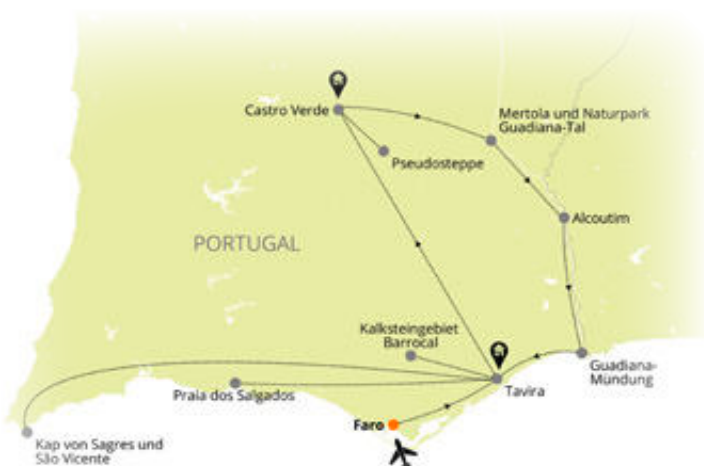 Castro Verde
Mertola und Naturpark
Guadiana-Tal
Pseudosteppe
Alcoutim
PORTUGAL
Kalksteingebiet
Barrocal
Guadiana-
Mündung
Tavira
Praia dos Salgados
Faro
Kap von Sagres und
São Vicente